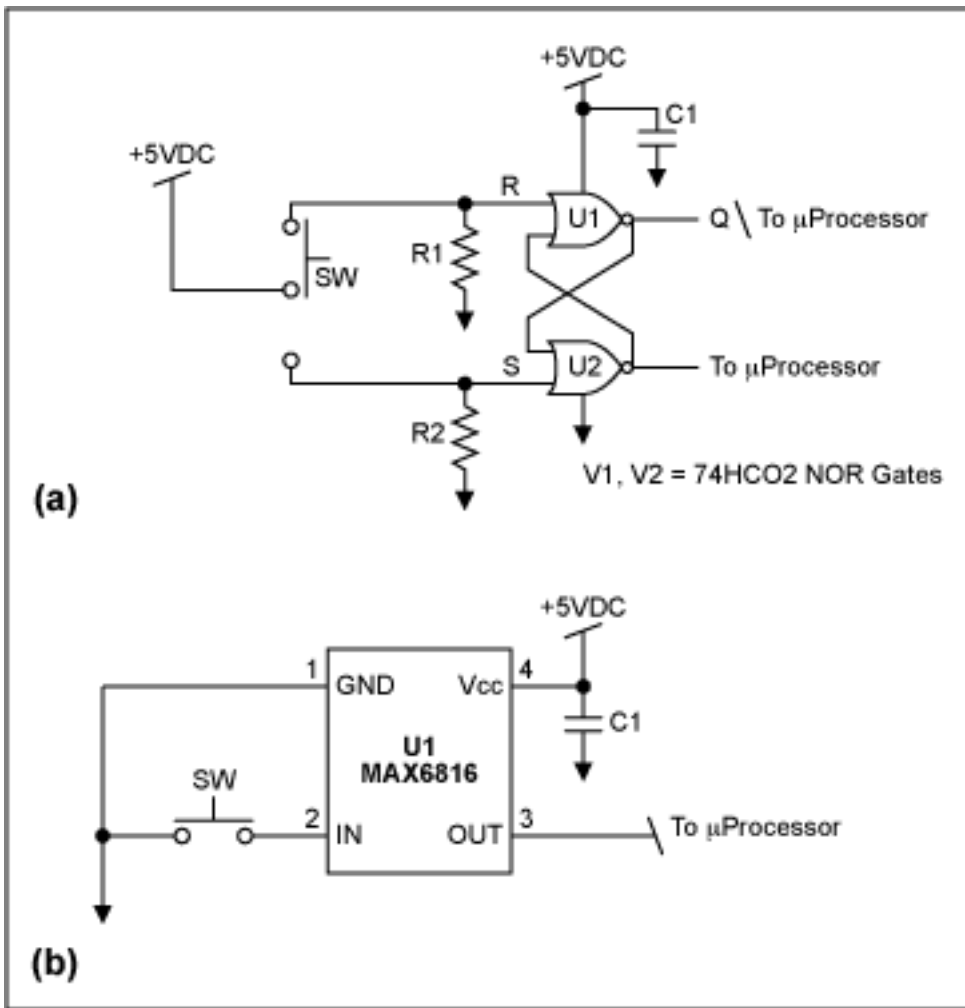 +5VDC
C1
+5VDC
R
U1
Q \ To μProcessor
R1
SW
S
U2
To μProcessor
R2
V1, V2 = 74HCO2 NOR Gates
(a)
+5VDC
1
4
GND
Vcc
C1
U1
MAX6816
SW
2
3
IN
OUT
To μProcessor
(b)